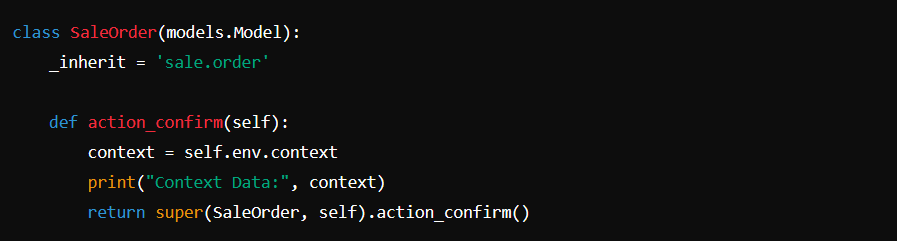 class SaleOrder(models.Model):
    _inherit = 'sale.order'

    def action_confirm(self):
        context = self.env.context
        print("Context Data:", context)
        return super(SaleOrder, self).action_confirm()